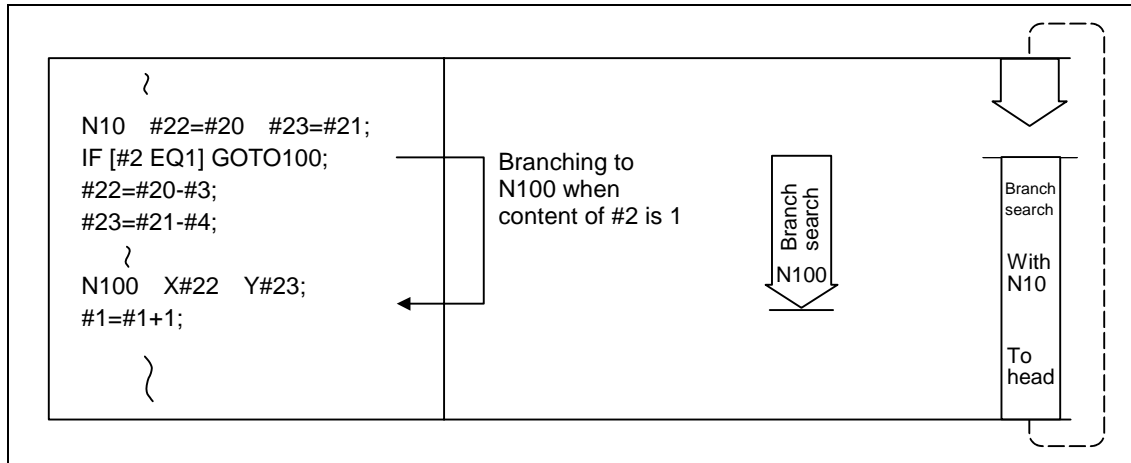 N10 #22=#20 #23=#21;
IF [#2 EQ1] GOTO100;
#22=#20-#3;
#23=#21-#4;
N100 X#22 Y#23;
#1=#1+1;
Branching to
N100 when
content of #2 is 1
Branch
search
N100
Branch
search
With
N10
To
head